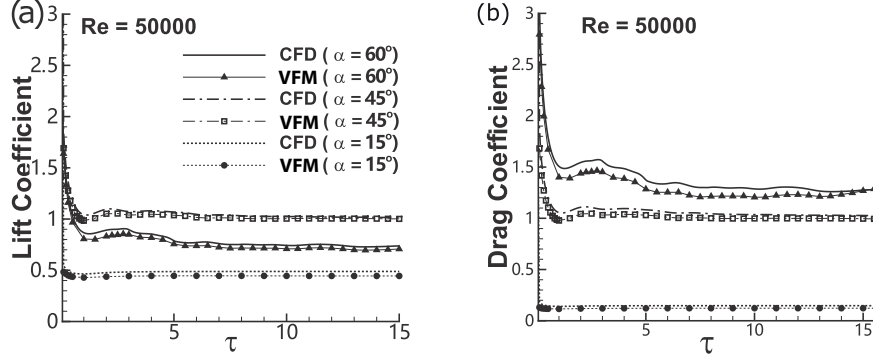 (a)
Re = 50000
CFD ( α = 60°)
VFM ( α = 60°)
CFD ( α = 45°)
VFM ( α = 45°)
CFD ( α = 15°)
VFM ( α = 15°)
Lift Coefficient
3
2.5
2
1.5
1
0.5
0
5
10
15
τ
(b)
Re = 50000
Drag Coefficient
3
2.5
2
1.5
1
0.5
0
5
10
15
τ